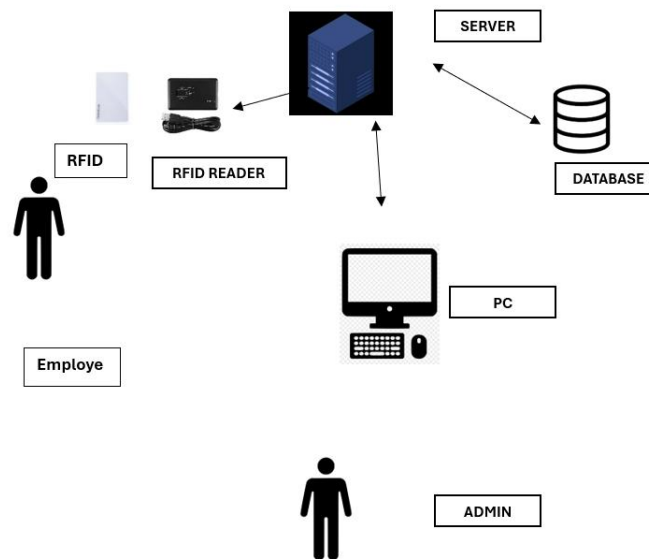 SERVER
RFID
RFID READER
DATABASE
PC
Employe
ADMIN